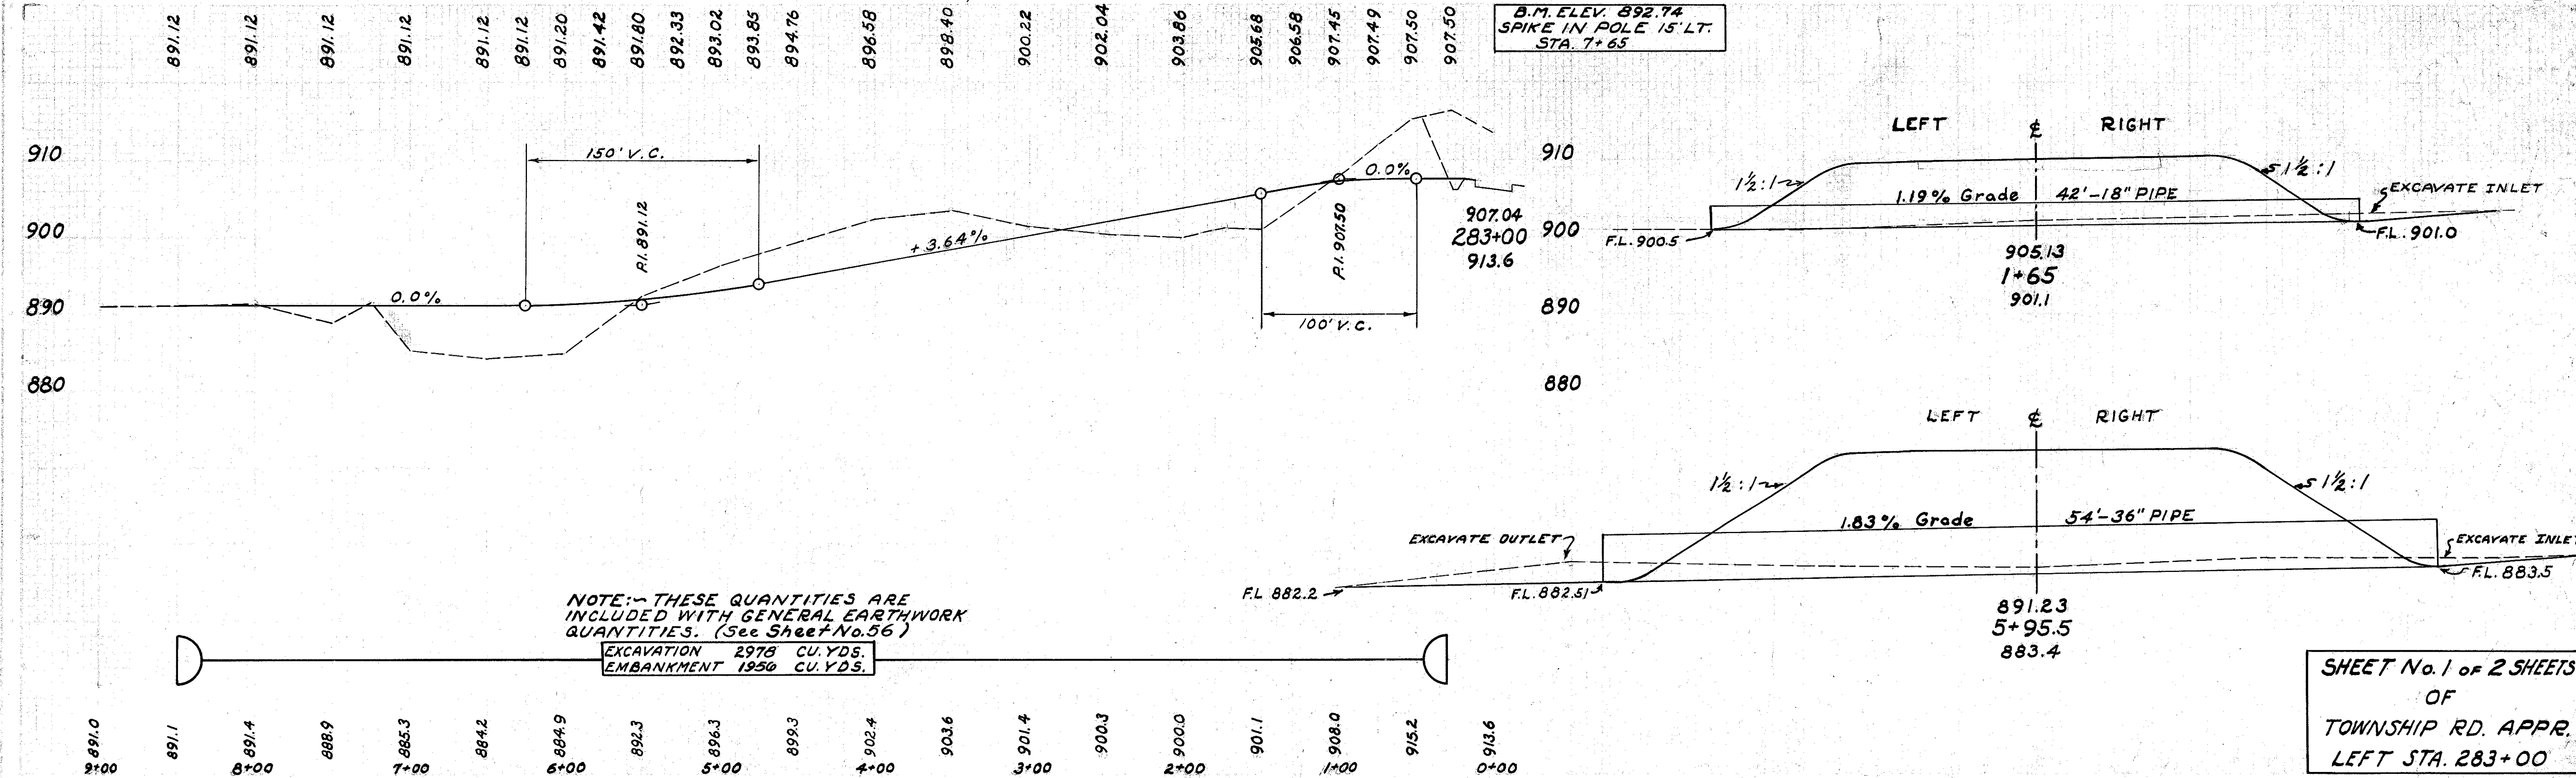 891.12
891.12
891.12
891.12
891.12
891.12
891.20
891.42
891.80
892.33
893.02
893.85
894.76
896.58
898.40
900.22
902.04
903.86
905.68
906.58
907.45
907.49
907.50
907.50
B.M. ELEV. 892.74
SPIKE IN POLE 15' LT.
STA. 7+65
910
900
890
880
150' V.C.
P.I. 891.12
0.0%
+3.64%
0.0%
P.I. 907.50
100' V.C.
907.04
283+00
913.6
910
900
890
880
LEFT ℄ RIGHT
1½:1
1½:1
1.19% Grade 42'-18" PIPE
EXCAVATE INLET
F.L. 900.5
F.L. 901.0
905.13
1+65
901.1
LEFT ℄ RIGHT
1½:1
1½:1
1.83% Grade 54'-36" PIPE
EXCAVATE OUTLET
EXCAVATE INLET
F.L. 882.2
F.L. 882.51
F.L. 883.5
891.23
5+95.5
883.4
NOTE:~ THESE QUANTITIES ARE
INCLUDED WITH GENERAL EARTHWORK
QUANTITIES. (See Sheet No. 56)
EXCAVATION 2978 CU. YDS.
EMBANKMENT 1956 CU. YDS.
891.0
891.1
891.4
888.9
885.3
884.2
884.9
892.3
896.3
899.3
902.4
903.6
901.4
900.3
900.0
901.1
908.0
915.2
913.6
9+00 8+00 7+00 6+00 5+00 4+00 3+00 2+00 1+00 0+00
SHEET No. 1 OF 2 SHEETS
OF
TOWNSHIP RD. APPR.
LEFT STA. 283+00